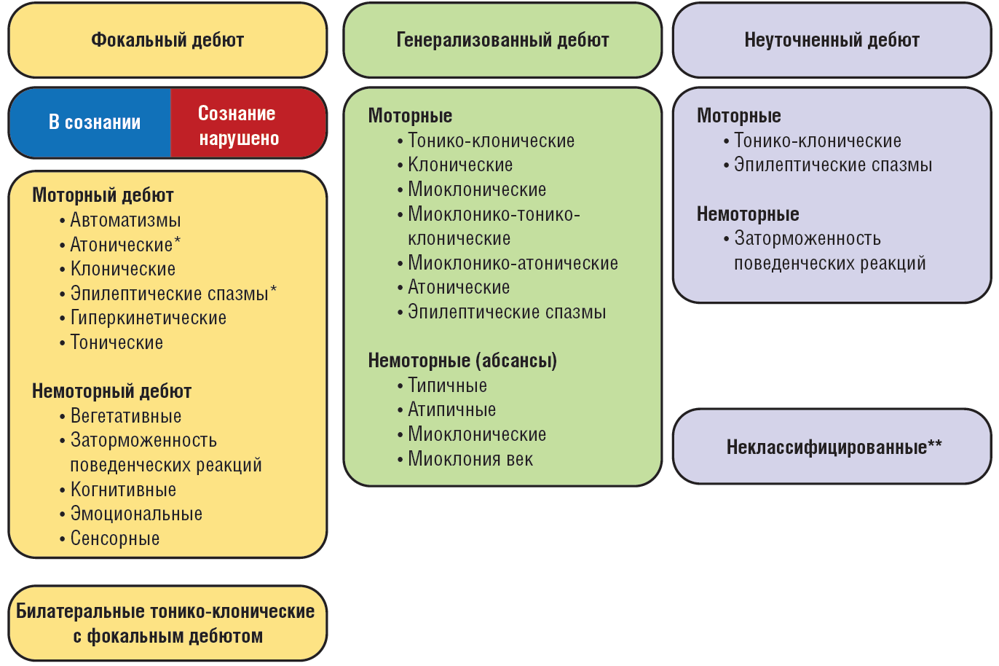 Фокальный дебют
В сознании
Сознание
нарушено
Моторный дебют
• Автоматизмы
• Атонические*
• Клонические
• Эпилептические спазмы*
• Гиперкинетические
• Тонические
Немоторный дебют
• Вегетативные
• Заторможенность
поведенческих реакций
• Когнитивные
• Эмоциональные
• Сенсорные
Билатеральные тонико-клонические
с фокальным дебютом
Генерализованный дебют
Моторные
• Тонико-клонические
• Клонические
• Миоклонические
• Миоклонико-тонико-
клонические
• Миоклонико-атонические
• Атонические
• Эпилептические спазмы
Немоторные (абсансы)
• Типичные
• Атипичные
• Миоклонические
• Миоклония век
Неуточненный дебют
Моторные
• Тонико-клонические
• Эпилептические спазмы
Немоторные
• Заторможенность
поведенческих реакций
Неклассифицированные**